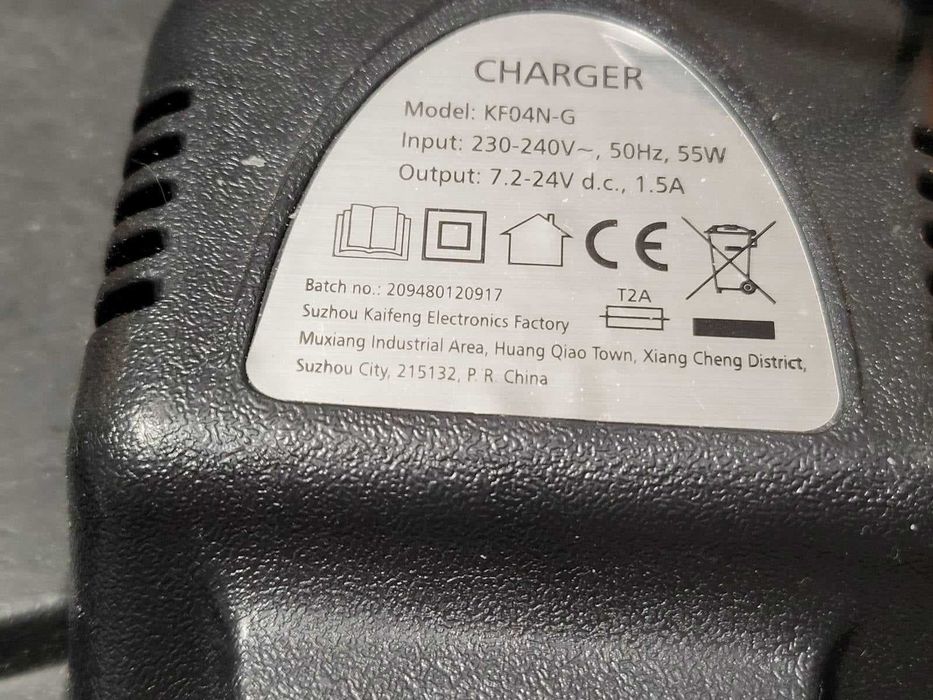 CHARGER
Model: KF04N-G
Input: 230-240V~, 50Hz, 55W
Output: 7.2-24V d.c., 1.5A
CE
Batch no.: 209480120917
T2A
Suzhou Kaifeng Electronics Factory
Muxiang Industrial Area, Huang Qiao Town, Xiang Cheng District,
Suzhou City, 215132, P. R. China